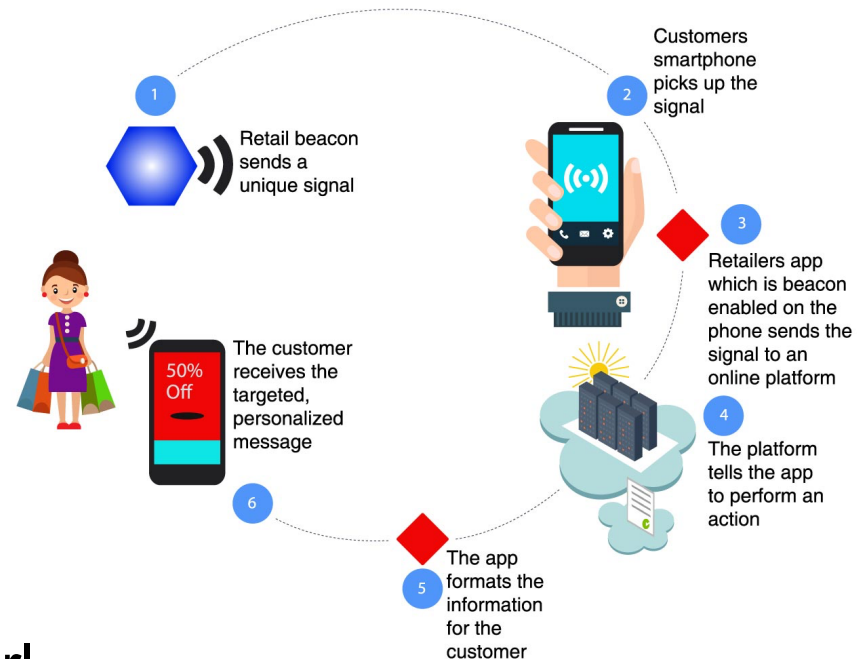 1
Retail beacon
sends a
unique signal
2
Customers
smartphone
picks up the
signal
3
Retailers app
which is beacon
enabled on the
phone sends the
signal to an
online platform
4
The platform
tells the app
to perform an
action
5
The app
formats the
information
for the
customer
6
The customer
receives the
targeted,
personalized
message
50%
Off